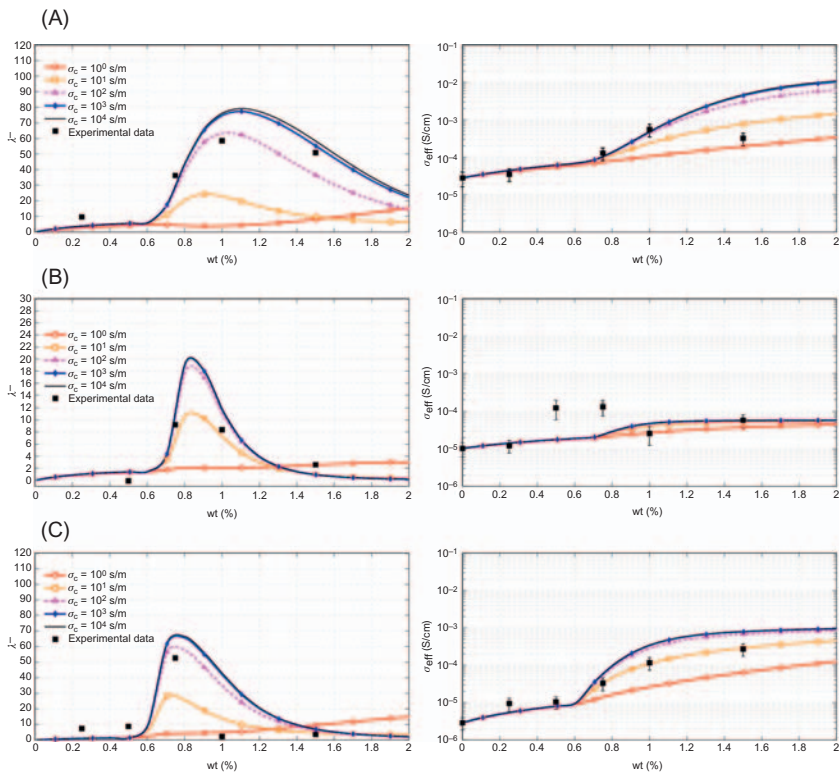 (A)
120
110
100
90
80
70
60
50
40
30
20
10
0
λ–
σc = 10⁰ s/m
σc = 10¹ s/m
σc = 10² s/m
σc = 10³ s/m
σc = 10⁴ s/m
Experimental data
0 0.2 0.4 0.6 0.8 1 1.2 1.4 1.6 1.8 2
wt (%)
10⁻¹
10⁻²
10⁻³
10⁻⁴
10⁻⁵
10⁻⁶
σeff (S/cm)
0 0.2 0.4 0.6 0.8 1 1.2 1.4 1.6 1.8 2
wt (%)
(B)
30
28
26
24
22
20
18
16
14
12
10
8
6
4
2
0
λ–
σc = 10⁰ s/m
σc = 10¹ s/m
σc = 10² s/m
σc = 10³ s/m
σc = 10⁴ s/m
Experimental data
0 0.2 0.4 0.6 0.8 1 1.2 1.4 1.6 1.8 2
wt (%)
10⁻¹
10⁻²
10⁻³
10⁻⁴
10⁻⁵
10⁻⁶
σeff (S/cm)
0 0.2 0.4 0.6 0.8 1 1.2 1.4 1.6 1.8 2
wt (%)
(C)
120
110
100
90
80
70
60
50
40
30
20
10
0
λ–
σc = 10⁰ s/m
σc = 10¹ s/m
σc = 10² s/m
σc = 10³ s/m
σc = 10⁴ s/m
Experimental data
0 0.2 0.4 0.6 0.8 1 1.2 1.4 1.6 1.8 2
wt (%)
10⁻¹
10⁻²
10⁻³
10⁻⁴
10⁻⁵
10⁻⁶
σeff (S/cm)
0 0.2 0.4 0.6 0.8 1 1.2 1.4 1.6 1.8 2
wt (%)